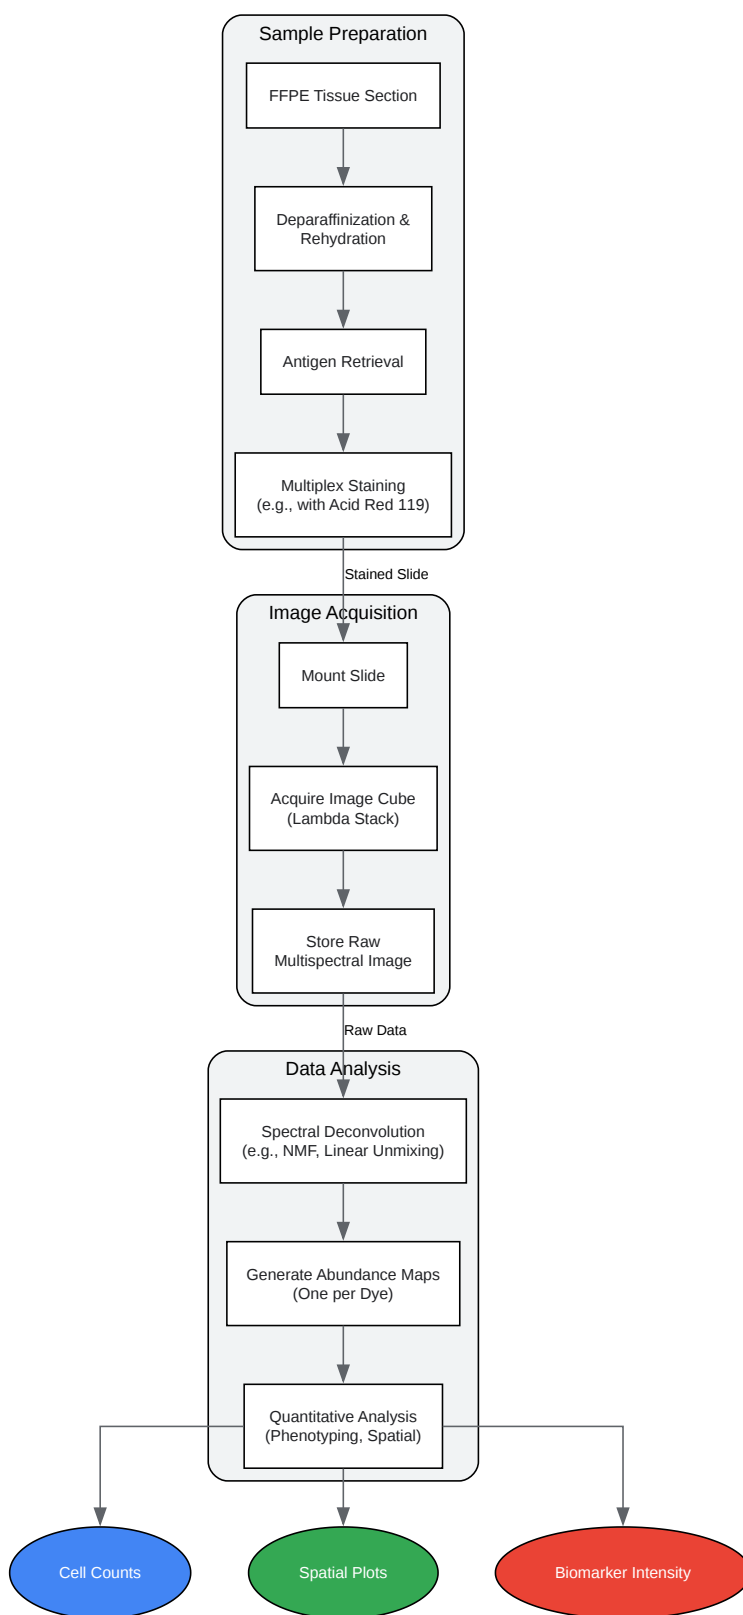 Sample Preparation
FFPE Tissue Section
Deparaffinization &
Rehydration
Antigen Retrieval
Multiplex Staining
(e.g., with Acid Red 119)
Stained Slide
Image Acquisition
Mount Slide
Acquire Image Cube
(Lambda Stack)
Store Raw
Multispectral Image
Raw Data
Data Analysis
Spectral Deconvolution
(e.g., NMF, Linear Unmixing)
Generate Abundance Maps
(One per Dye)
Quantitative Analysis
(Phenotyping, Spatial)
Cell Counts
Spatial Plots
Biomarker Intensity